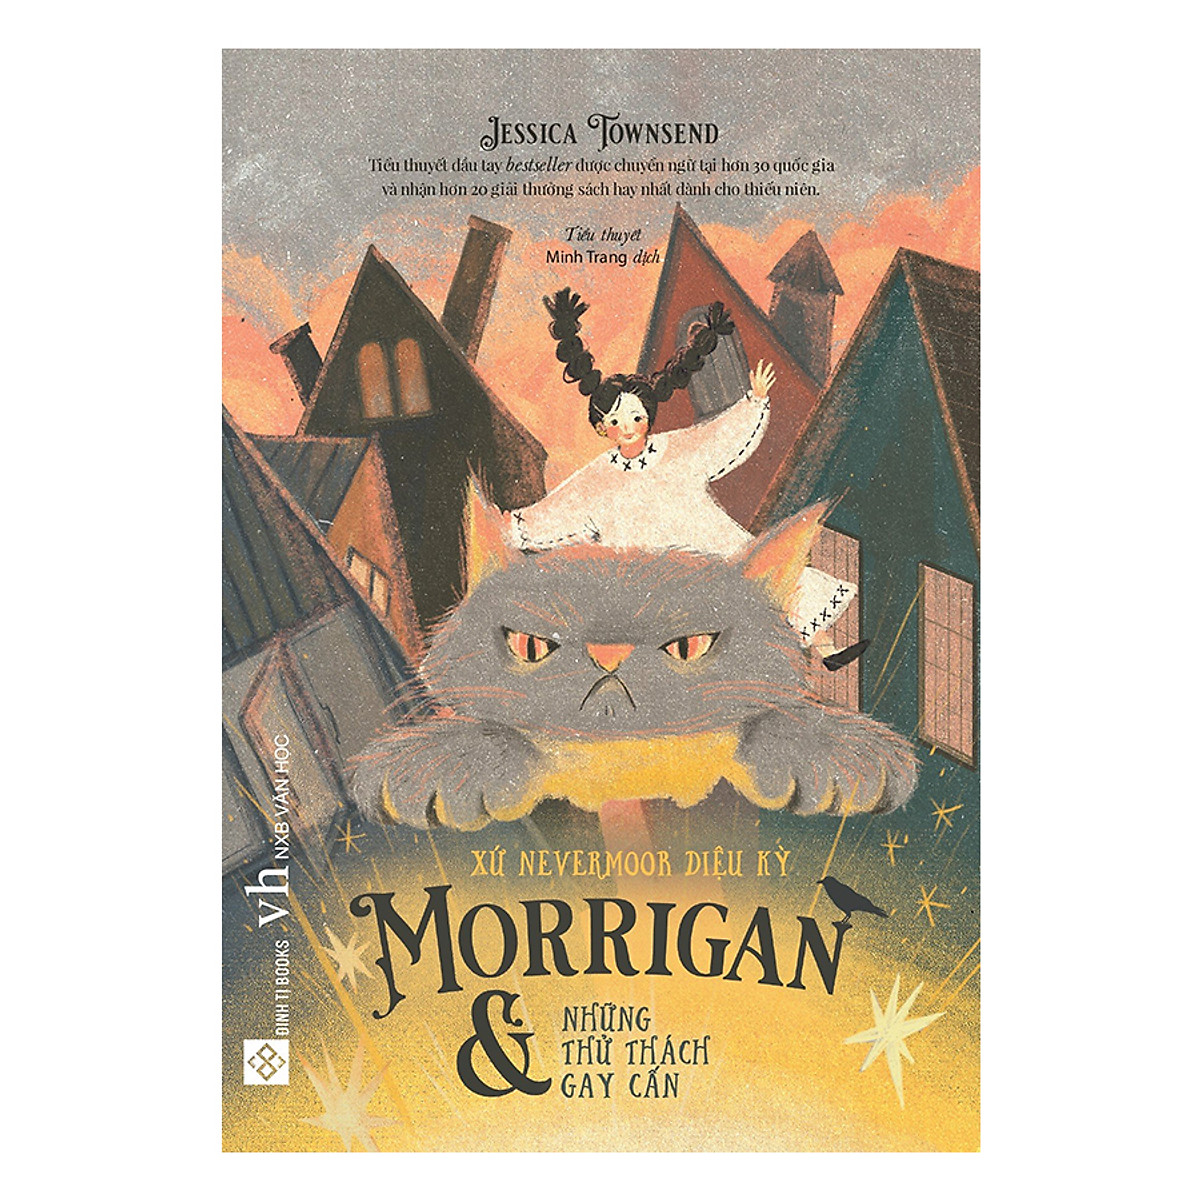 JESSICA TOWNSEND
Tiểu thuyết đầu tay bestseller được chuyển ngữ tại hơn 30 quốc gia
và nhận hơn 20 giải thưởng sách hay nhất dành cho thiếu niên.
Tiểu thuyết
Minh Trang dịch
XỨ NEVERMOOR DIỆU KỲ
MORRIGAN
&
NHỮNG
THỬ THÁCH
GAY CẤN
ĐINH TỊ BOOKS
vh NXB VĂN HỌC